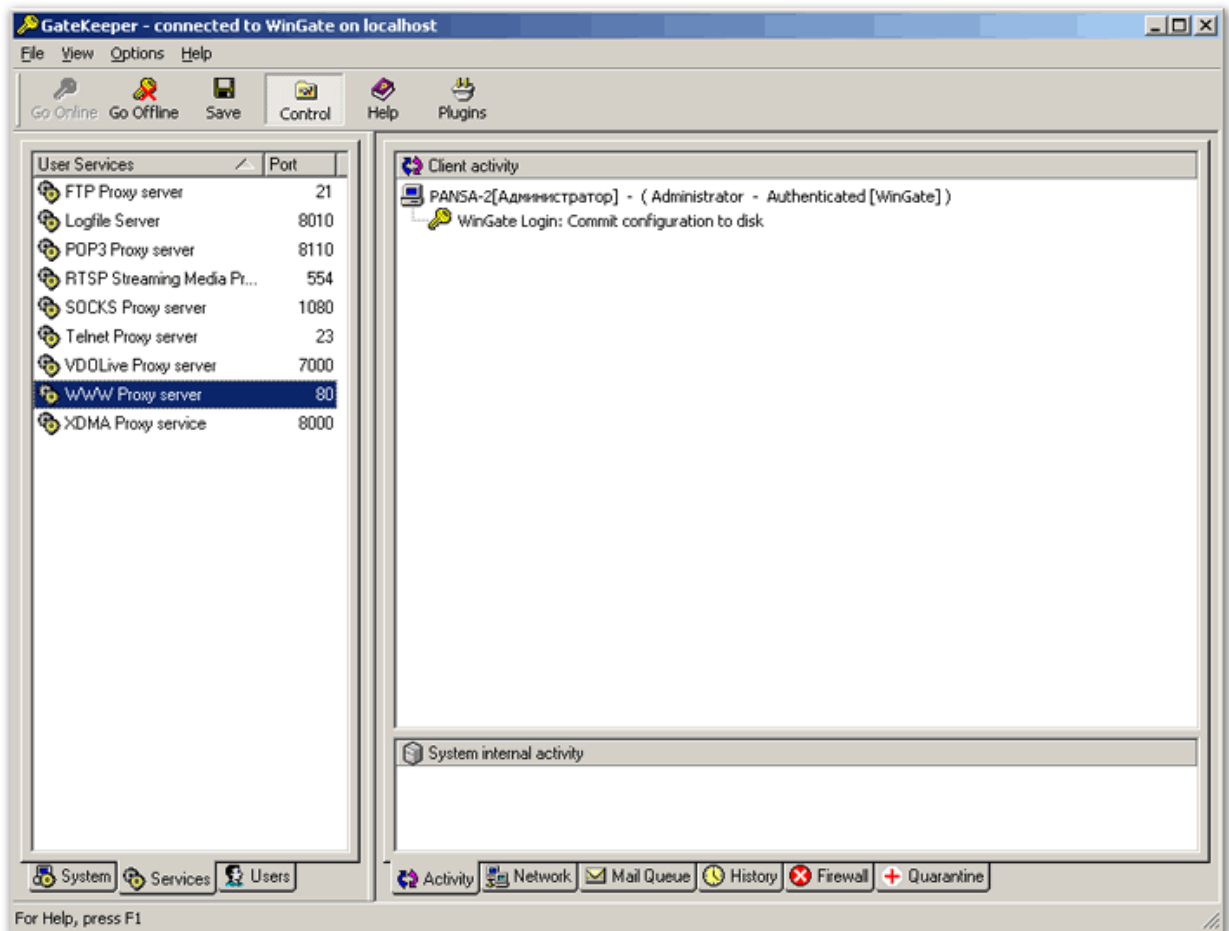 GateKeeper - connected to WinGate on localhost
File View Options Help
Go Online Go Offline Save Control Help Plugins
User Services Port
FTP Proxy server 21
Logfile Server 8010
POP3 Proxy server 8110
RTSP Streaming Media Pr... 554
SOCKS Proxy server 1080
Telnet Proxy server 23
VDOLive Proxy server 7000
WWW Proxy server 80
XDMA Proxy service 8000
System Services Users
Client activity
PANSA-2[Администратор] - ( Administrator - Authenticated [WinGate] )
WinGate Login: Commit configuration to disk
System internal activity
Activity Network Mail Queue History Firewall Quarantine
For Help, press F1